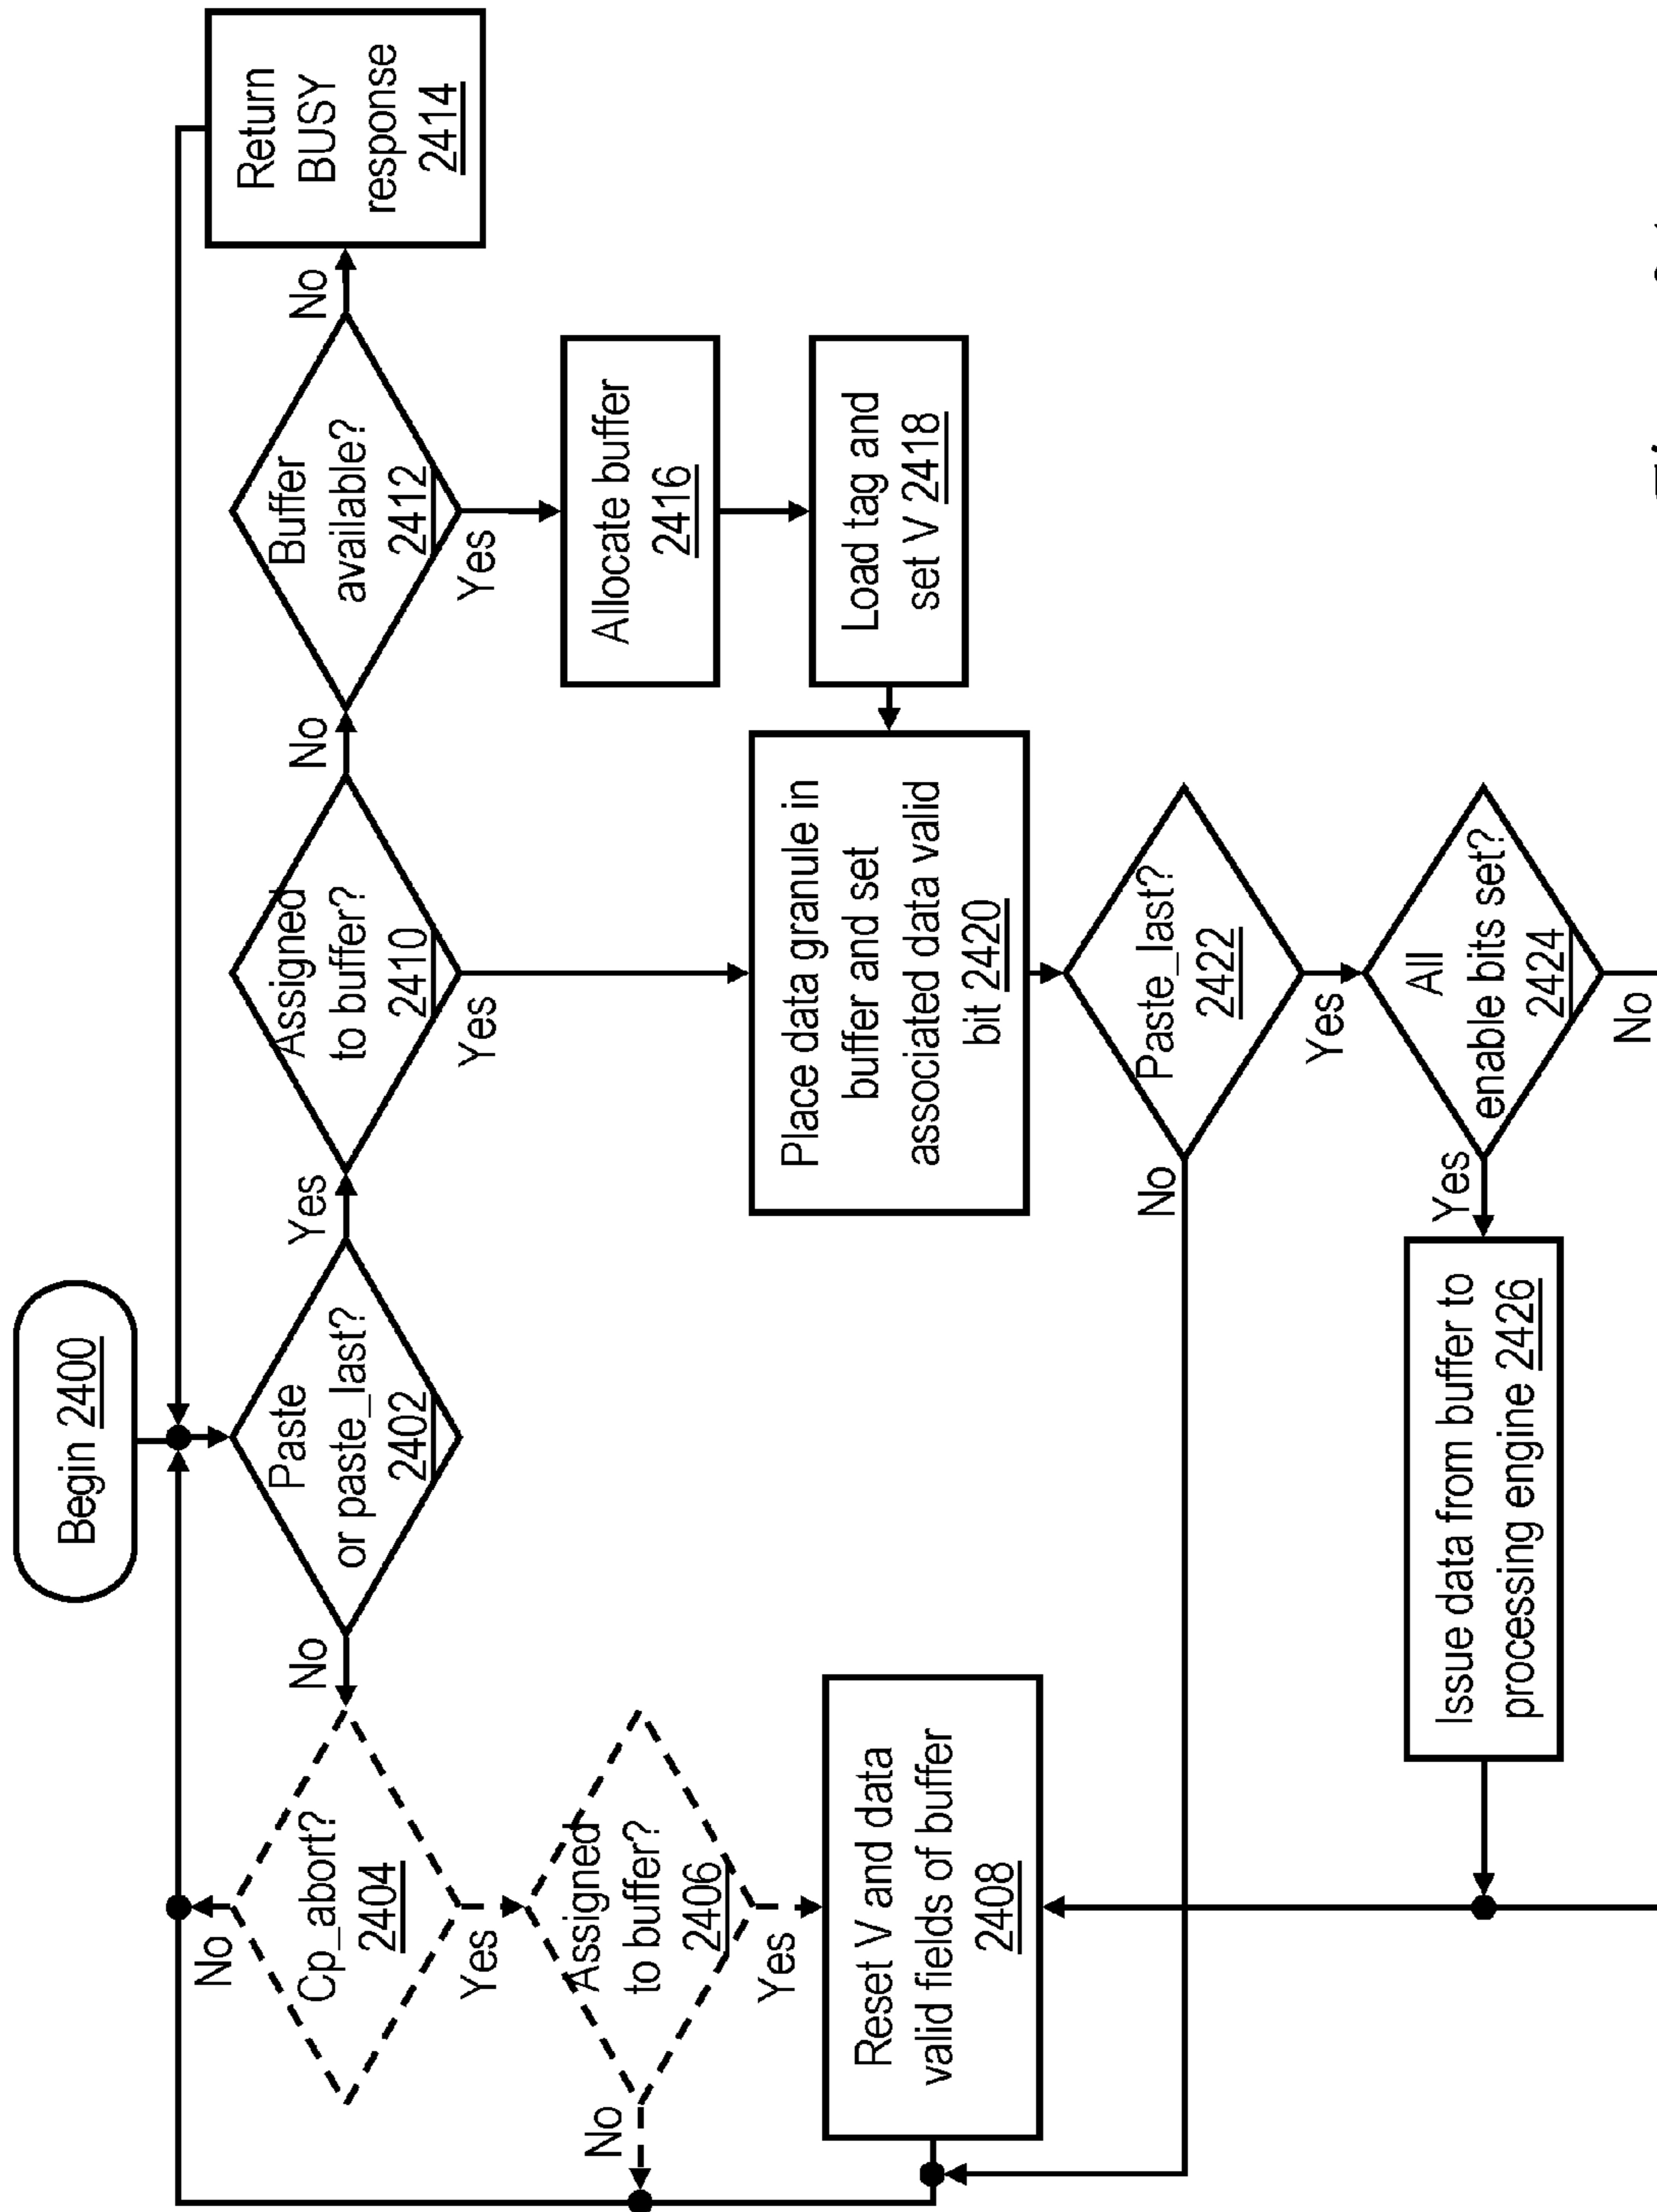 Begin 2400
Paste
or paste_last?
2402
No
Yes
Cp_abort?
2404
No
Yes
Assigned
to buffer?
2406
No
Yes
Reset V and data
valid fields of buffer
2408
Assigned
to buffer?
2410
No
Yes
Buffer
available?
2412
No
Yes
Return
BUSY
response
2414
Allocate buffer
2416
Load tag and
set V 2418
Place data granule in
buffer and set
associated data valid
bit 2420
Paste_last?
2422
No
Yes
All
enable bits set?
2424
Yes
No
Issue data from buffer to
processing engine 2426